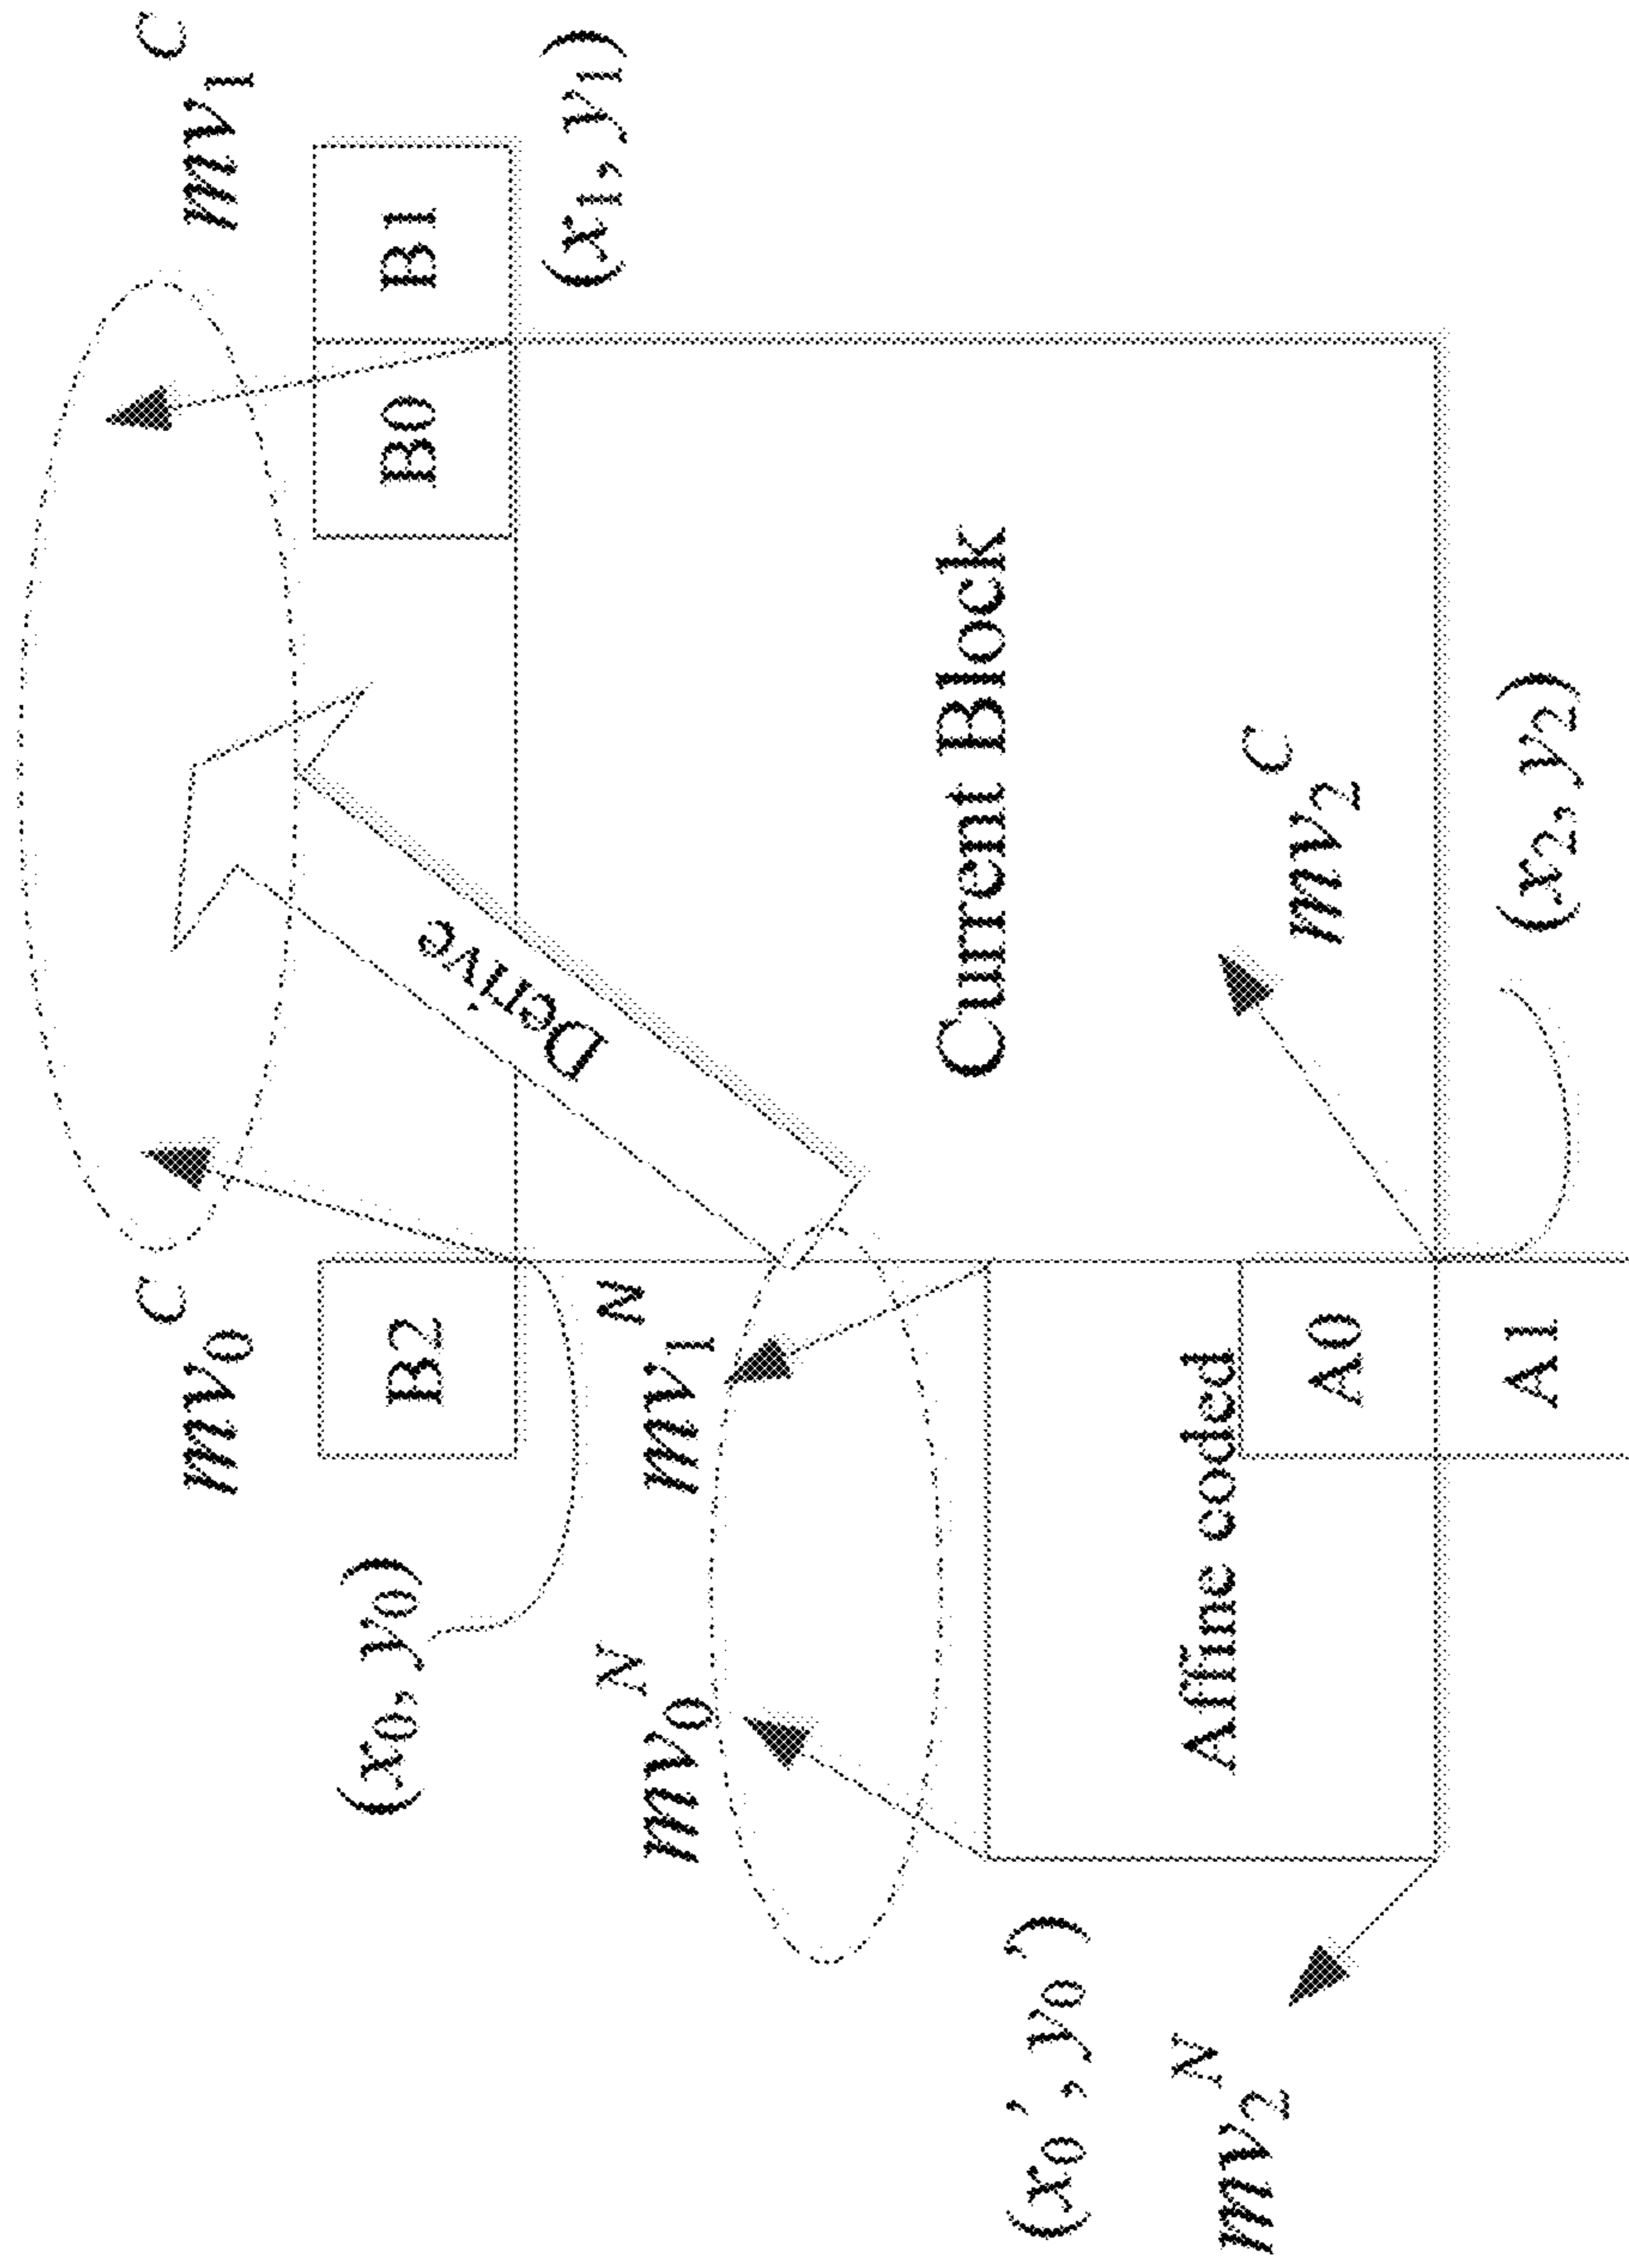 mv₀ᶜ
mv₁ᶜ
(x₀, y₀)
B2
B0
B1
Derive
(x₁, y₁)
mv₀ᴺ
mv₁ᴺ
Current Block
(x₀’, y₀’)
Affine coded
mv₂ᴺ
mv₂ᶜ
A0
A1
(x₂, y₂)